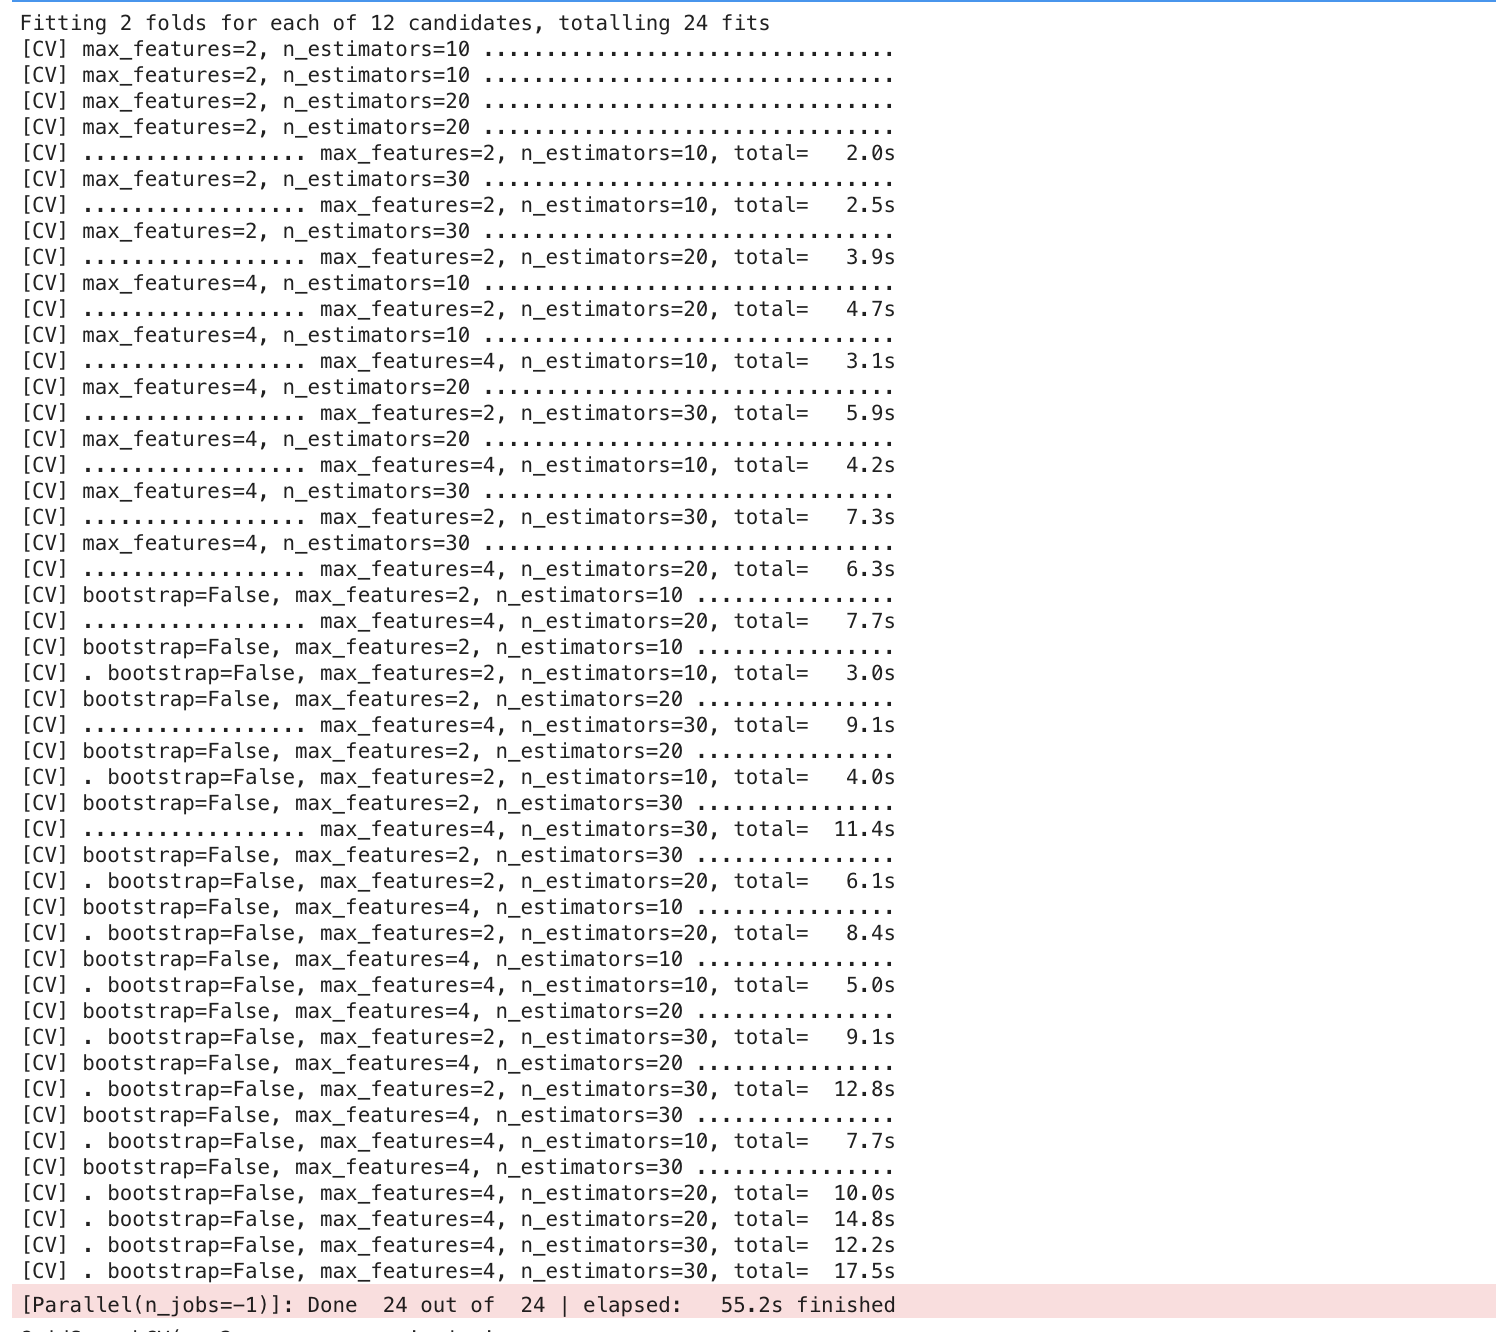 Fitting 2 folds for each of 12 candidates, totalling 24 fits
[CV] max_features=2, n_estimators=10 .................................
[CV] max_features=2, n_estimators=10 .................................
[CV] max_features=2, n_estimators=20 .................................
[CV] max_features=2, n_estimators=20 .................................
[CV] .................. max_features=2, n_estimators=10, total=   2.0s
[CV] max_features=2, n_estimators=30 .................................
[CV] .................. max_features=2, n_estimators=10, total=   2.5s
[CV] max_features=2, n_estimators=30 .................................
[CV] .................. max_features=2, n_estimators=20, total=   3.9s
[CV] max_features=4, n_estimators=10 .................................
[CV] .................. max_features=2, n_estimators=20, total=   4.7s
[CV] max_features=4, n_estimators=10 .................................
[CV] .................. max_features=4, n_estimators=10, total=   3.1s
[CV] max_features=4, n_estimators=20 .................................
[CV] .................. max_features=2, n_estimators=30, total=   5.9s
[CV] max_features=4, n_estimators=20 .................................
[CV] .................. max_features=4, n_estimators=10, total=   4.2s
[CV] max_features=4, n_estimators=30 .................................
[CV] .................. max_features=2, n_estimators=30, total=   7.3s
[CV] max_features=4, n_estimators=30 .................................
[CV] .................. max_features=4, n_estimators=20, total=   6.3s
[CV] bootstrap=False, max_features=2, n_estimators=10 ................
[CV] .................. max_features=4, n_estimators=20, total=   7.7s
[CV] bootstrap=False, max_features=2, n_estimators=10 ................
[CV] . bootstrap=False, max_features=2, n_estimators=10, total=   3.0s
[CV] bootstrap=False, max_features=2, n_estimators=20 ................
[CV] .................. max_features=4, n_estimators=30, total=   9.1s
[CV] bootstrap=False, max_features=2, n_estimators=20 ................
[CV] . bootstrap=False, max_features=2, n_estimators=10, total=   4.0s
[CV] bootstrap=False, max_features=2, n_estimators=30 ................
[CV] .................. max_features=4, n_estimators=30, total=  11.4s
[CV] bootstrap=False, max_features=2, n_estimators=30 ................
[CV] . bootstrap=False, max_features=2, n_estimators=20, total=   6.1s
[CV] bootstrap=False, max_features=4, n_estimators=10 ................
[CV] . bootstrap=False, max_features=2, n_estimators=20, total=   8.4s
[CV] bootstrap=False, max_features=4, n_estimators=10 ................
[CV] . bootstrap=False, max_features=4, n_estimators=10, total=   5.0s
[CV] bootstrap=False, max_features=4, n_estimators=20 ................
[CV] . bootstrap=False, max_features=2, n_estimators=30, total=   9.1s
[CV] bootstrap=False, max_features=4, n_estimators=20 ................
[CV] . bootstrap=False, max_features=2, n_estimators=30, total=  12.8s
[CV] bootstrap=False, max_features=4, n_estimators=30 ................
[CV] . bootstrap=False, max_features=4, n_estimators=10, total=   7.7s
[CV] bootstrap=False, max_features=4, n_estimators=30 ................
[CV] . bootstrap=False, max_features=4, n_estimators=20, total=  10.0s
[CV] . bootstrap=False, max_features=4, n_estimators=20, total=  14.8s
[CV] . bootstrap=False, max_features=4, n_estimators=30, total=  12.2s
[CV] . bootstrap=False, max_features=4, n_estimators=30, total=  17.5s
[Parallel(n_jobs=-1)]: Done  24 out of  24 | elapsed:   55.2s finished